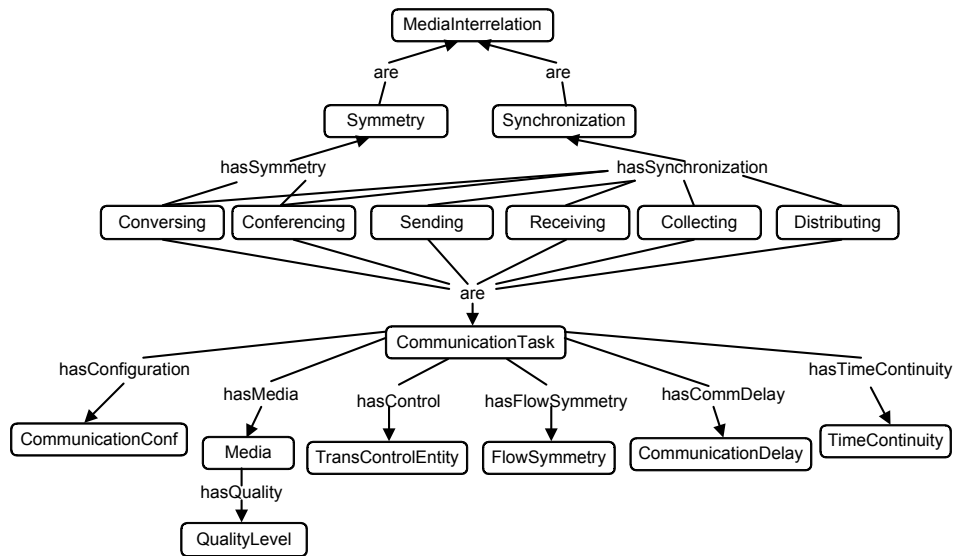 MediaInterrelation
are
are
Symmetry
Synchronization
hasSymmetry
hasSynchronization
Conversing
Conferencing
Sending
Receiving
Collecting
Distributing
are
CommunicationTask
hasConfiguration
hasMedia
hasControl
hasFlowSymmetry
hasCommDelay
hasTimeContinuity
CommunicationConf
Media
TransControlEntity
FlowSymmetry
CommunicationDelay
TimeContinuity
hasQuality
QualityLevel